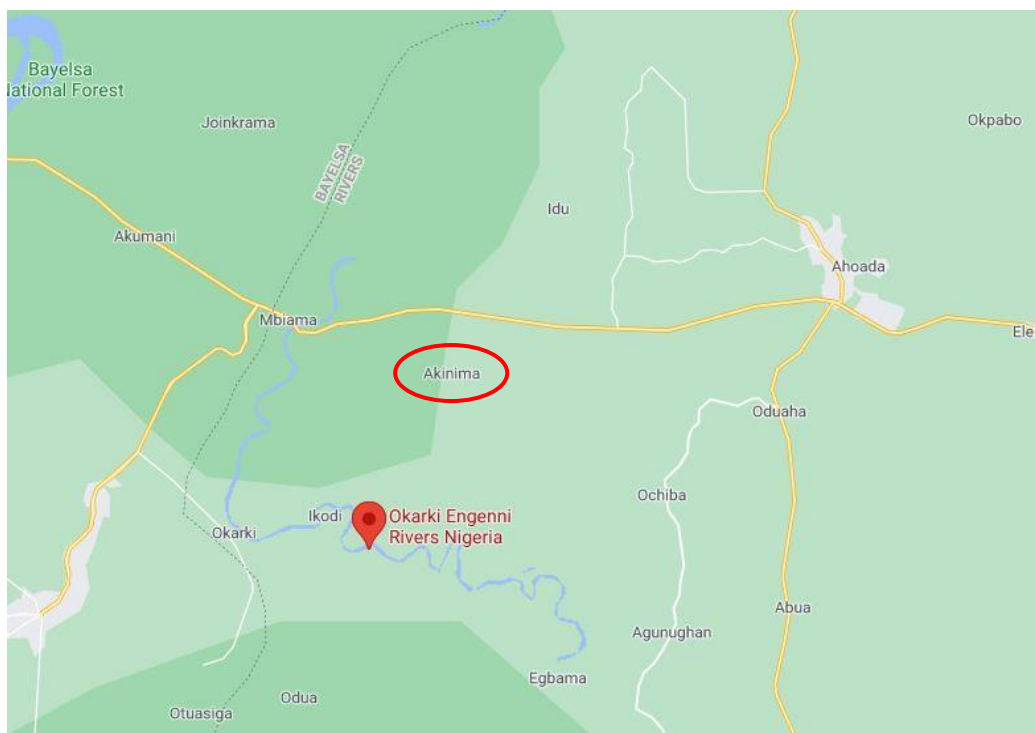 Bayelsa
National Forest
Joinkrama
Okpabo
BAYELSA
RIVERS
Idu
Akumani
Ahoada
Mbiama
Ele
Akinima
Oduaha
Ochiba
Ikodi
Okarki Engenni
Rivers Nigeria
Okarki
Abua
Agunughan
Egbama
Odua
Otuasiga